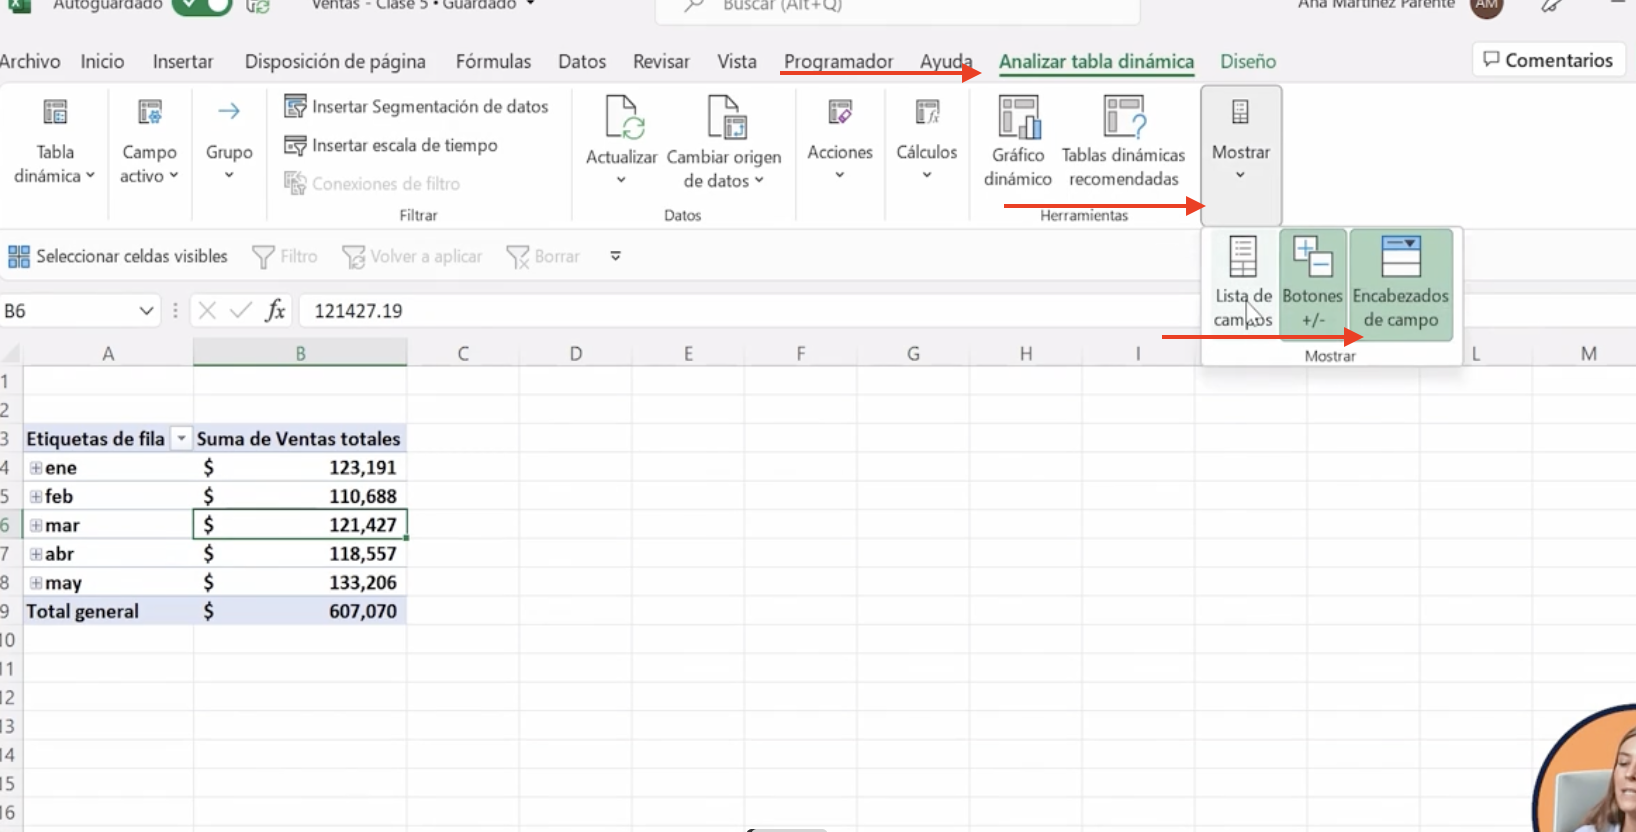 Autoguardado
Ventas - Clase 5 • Guardado
Buscar (Alt+Q)
Ana Martínez Parente
AM
Archivo Inicio Insertar Disposición de página Fórmulas Datos Revisar Vista Programador Ayuda Analizar tabla dinámica Diseño Comentarios
Tabla dinámica
Campo activo
Grupo
Insertar Segmentación de datos
Insertar escala de tiempo
Conexiones de filtro
Filtrar
Actualizar
Cambiar origen de datos
Datos
Acciones
Cálculos
Gráfico dinámico
Tablas dinámicas recomendadas
Herramientas
Mostrar
Seleccionar celdas visibles Filtro Volver a aplicar Borrar
Lista de campos
Botones +/-
Encabezados de campo
Mostrar
B6 fx 121427.19
A B C D E F G H I L M
1
2
3 Etiquetas de fila Suma de Ventas totales
4 ene $ 123,191
5 feb $ 110,688
6 mar $ 121,427
7 abr $ 118,557
8 may $ 133,206
9 Total general $ 607,070
10
11
12
13
14
15
16